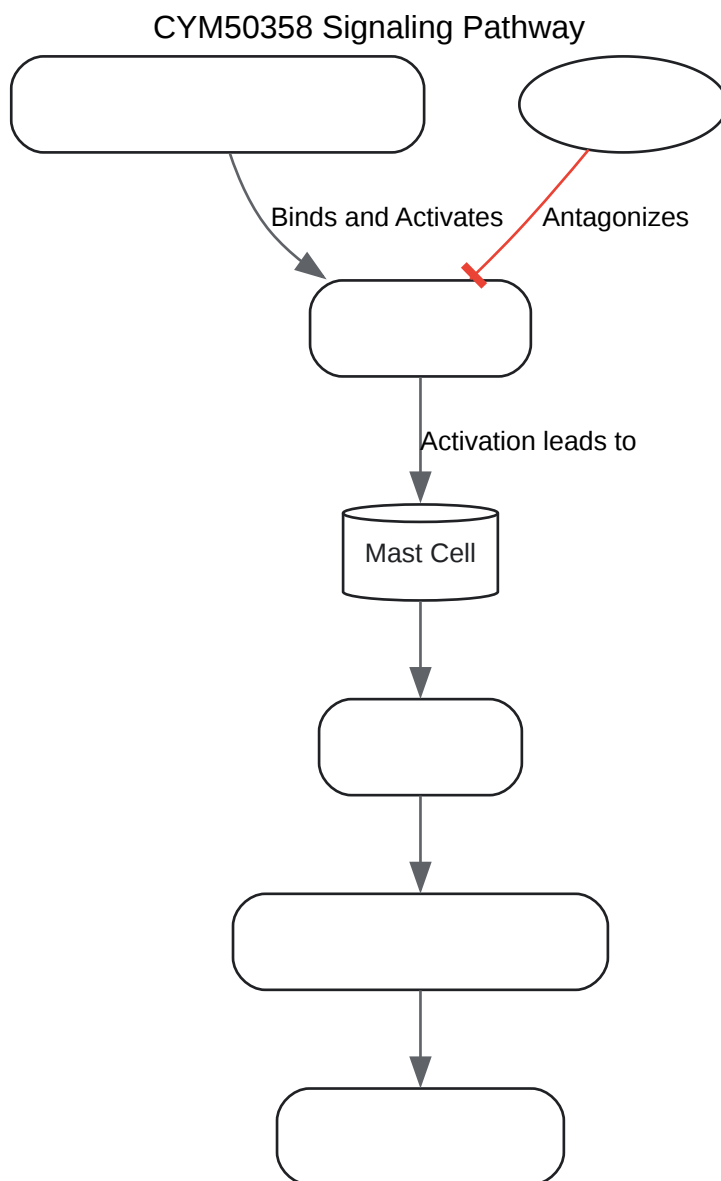 CYM50358 Signaling Pathway
Binds and Activates
Antagonizes
Activation leads to
Mast Cell